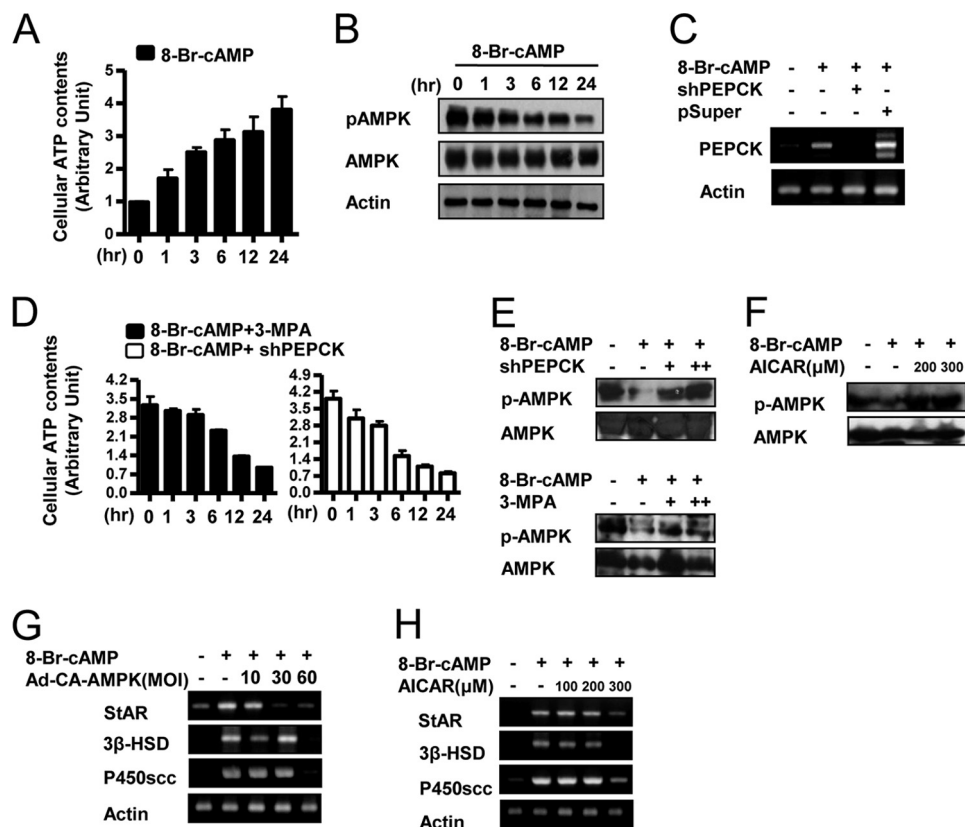 A
8-Br-cAMP
Cellular ATP contents
(Arbitrary Unit)
5
4
3
2
1
0
(hr) 0 1 3 6 12 24
B
8-Br-cAMP
(hr) 0 1 3 6 12 24
pAMPK
AMPK
Actin
C
8-Br-cAMP - + + +
shPEPCK - - + -
pSuper - - - +
PEPCK
Actin
D
8-Br-cAMP+3-MPA
8-Br-cAMP+ shPEPCK
Cellular ATP contents
(Arbitrary Unit)
4.2
3.5
2.8
2.1
1.4
0.7
0.0
(hr) 0 1 3 6 12 24
4.9
4.2
3.5
2.8
2.1
1.4
0.7
0.0
(hr) 0 1 3 6 12 24
E
8-Br-cAMP - + + +
shPEPCK - - + ++
p-AMPK
AMPK
8-Br-cAMP - + + +
3-MPA - - + ++
p-AMPK
AMPK
F
8-Br-cAMP - + + +
AICAR(μM) - - 200 300
p-AMPK
AMPK
G
8-Br-cAMP - + + + +
Ad-CA-AMPK(MOI) - - 10 30 60
StAR
3β-HSD
P450scc
Actin
H
8-Br-cAMP - + + + +
AICAR(μM) - - 100 200 300
StAR
3β-HSD
P450scc
Actin